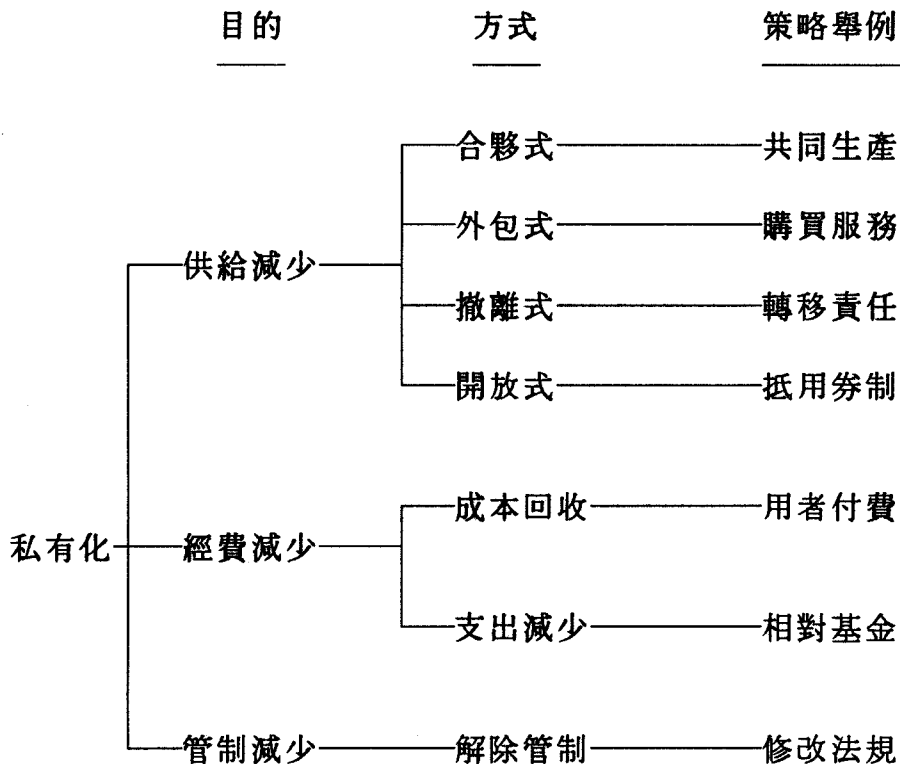 目的 方式 策略舉例
合夥式 共同生產
外包式 購買服務
供給減少
撤離式 轉移責任
開放式 抵用券制
成本回收 用者付費
私有化 經費減少
支出減少 相對基金
管制減少 解除管制 修改法規